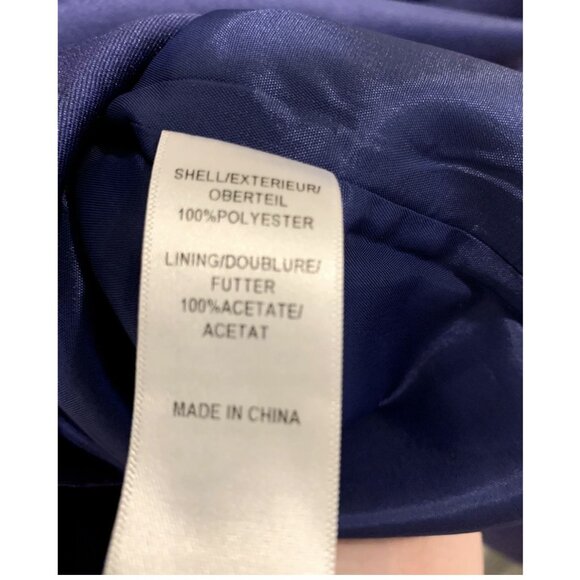 SHELL/EXTERIEUR/
OBERTEIL
100%POLYESTER
LINING/DOUBLURE/
FUTTER
100%ACETATE/
ACETAT
MADE IN CHINA